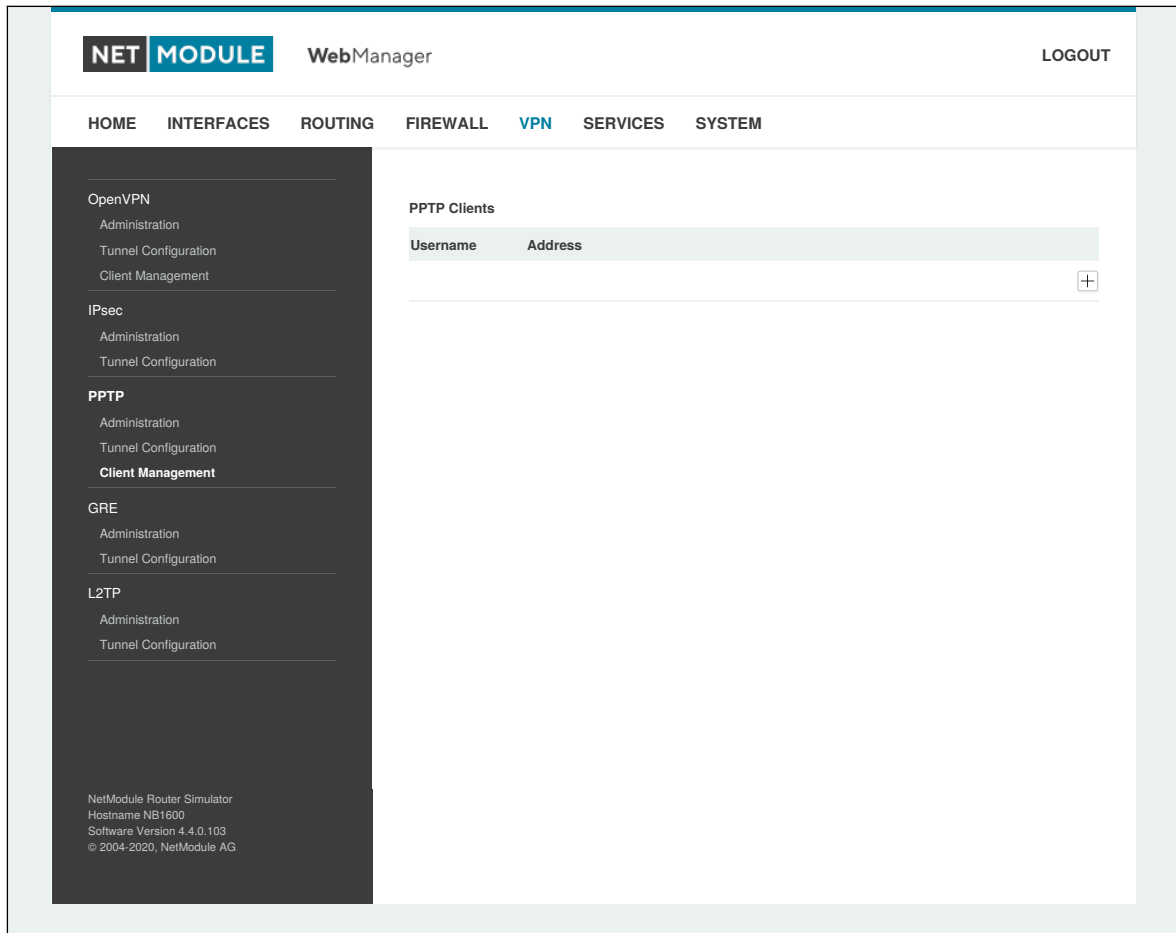 NET MODULE WebManager LOGOUT
HOME INTERFACES ROUTING FIREWALL VPN SERVICES SYSTEM
OpenVPN
Administration
Tunnel Configuration
Client Management
IPsec
Administration
Tunnel Configuration
PPTP
Administration
Tunnel Configuration
Client Management
GRE
Administration
Tunnel Configuration
L2TP
Administration
Tunnel Configuration
NetModule Router Simulator
Hostname NB1600
Software Version 4.4.0.103
© 2004-2020, NetModule AG
PPTP Clients
Username Address